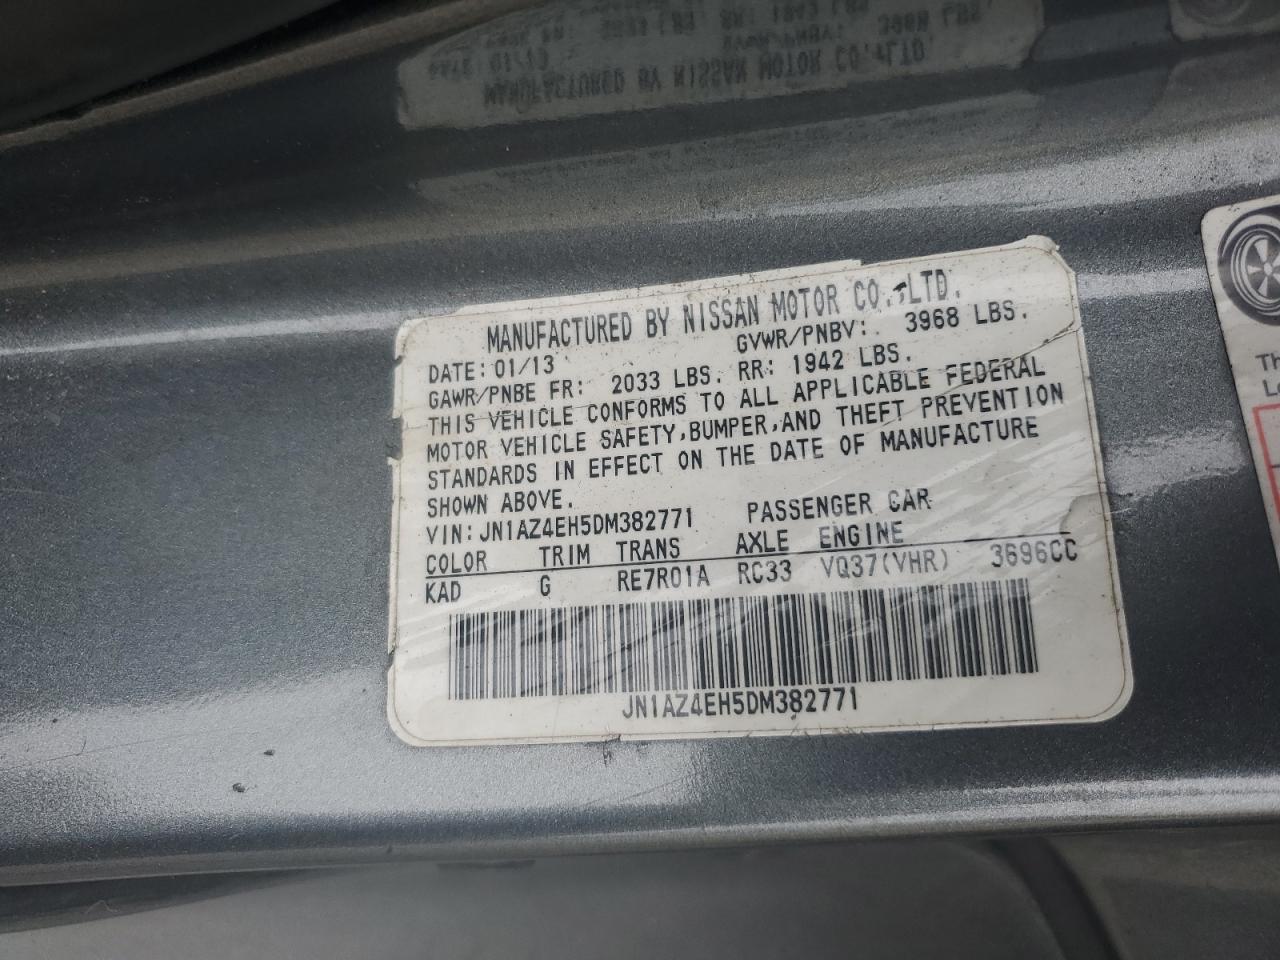 MANUFACTURED BY NISSAN MOTOR CO.,LTD.
DATE: 01/13 GVWR/PNBV: 3968 LBS.
GAWR/PNBE FR: 2033 LBS. RR: 1942 LBS.
THIS VEHICLE CONFORMS TO ALL APPLICABLE FEDERAL
MOTOR VEHICLE SAFETY,BUMPER,AND THEFT PREVENTION
STANDARDS IN EFFECT ON THE DATE OF MANUFACTURE
SHOWN ABOVE.
VIN: JN1AZ4EH5DM382771 PASSENGER CAR
COLOR TRIM TRANS AXLE ENGINE
KAD G RE7R01A RC33 VQ37(VHR) 3696CC
JN1AZ4EH5DM382771